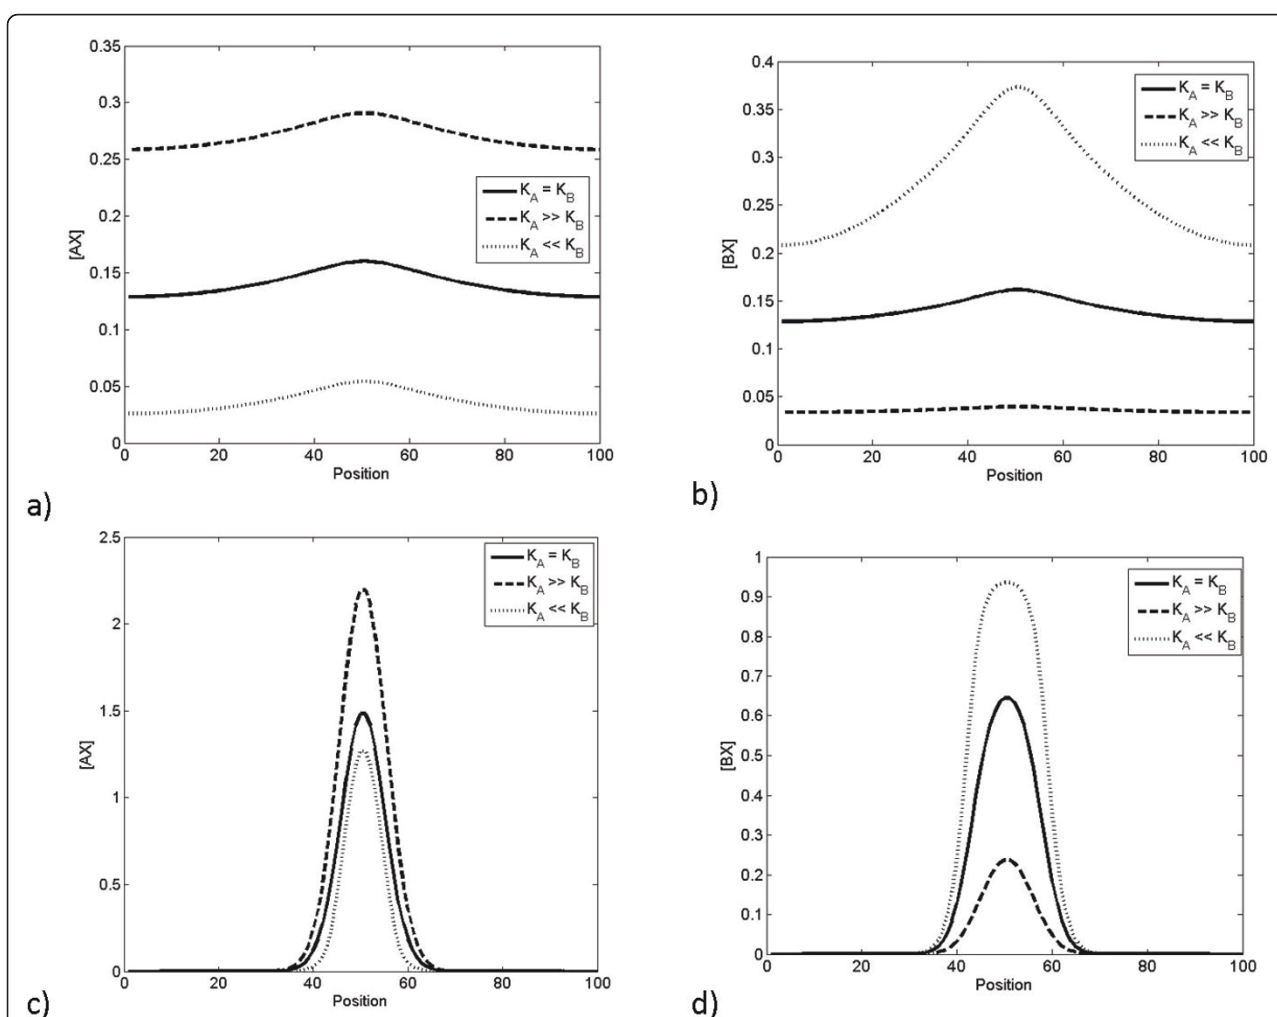 0.35
0.3
0.25
0.2
0.15
0.1
0.05
0
[AX]
K_A = K_B
K_A >> K_B
K_A << K_B
0 20 40 60 80 100
Position
a)
0.4
0.35
0.3
0.25
0.2
0.15
0.1
0.05
0
[BX]
K_A = K_B
K_A >> K_B
K_A << K_B
0 20 40 60 80 100
Position
b)
2.5
2
1.5
1
0.5
0
[AX]
K_A = K_B
K_A >> K_B
K_A << K_B
0 20 40 60 80 100
Position
c)
1
0.9
0.8
0.7
0.6
0.5
0.4
0.3
0.2
0.1
0
[BX]
K_A = K_B
K_A >> K_B
K_A << K_B
0 20 40 60 80 100
Position
d)